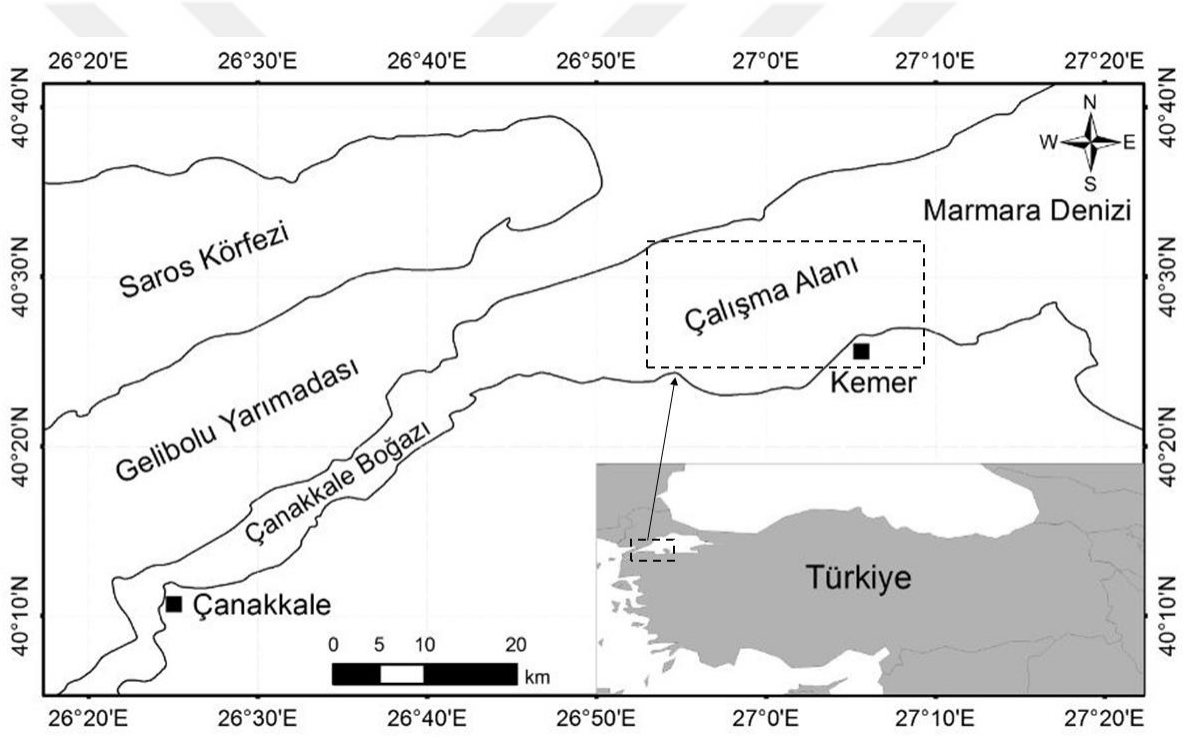 26°20'E 26°30'E 26°40'E 26°50'E 27°0'E 27°10'E 27°20'E
40°40'N
40°40'N
N
W E
S
Marmara Denizi
Saros Körfezi
Çalışma Alanı
40°30'N
40°30'N
Kemer
Gelibolu Yarımadası
40°20'N
40°20'N
Çanakkale Boğazı
Türkiye
Çanakkale
40°10'N
40°10'N
0 5 10 20
km
26°20'E 26°30'E 26°40'E 26°50'E 27°0'E 27°10'E 27°20'E